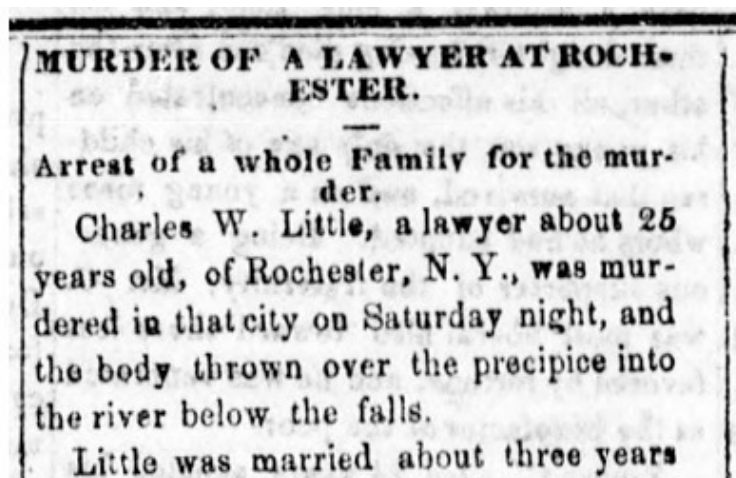 MURDER OF A LAWYER AT ROCH-
ESTER.
Arrest of a whole Family for the mur-
der.
Charles W. Little, a lawyer about 25
years old, of Rochester, N. Y., was mur-
dered in that city on Saturday night, and
the body thrown over the precipice into
the river below the falls.
Little was married about three years